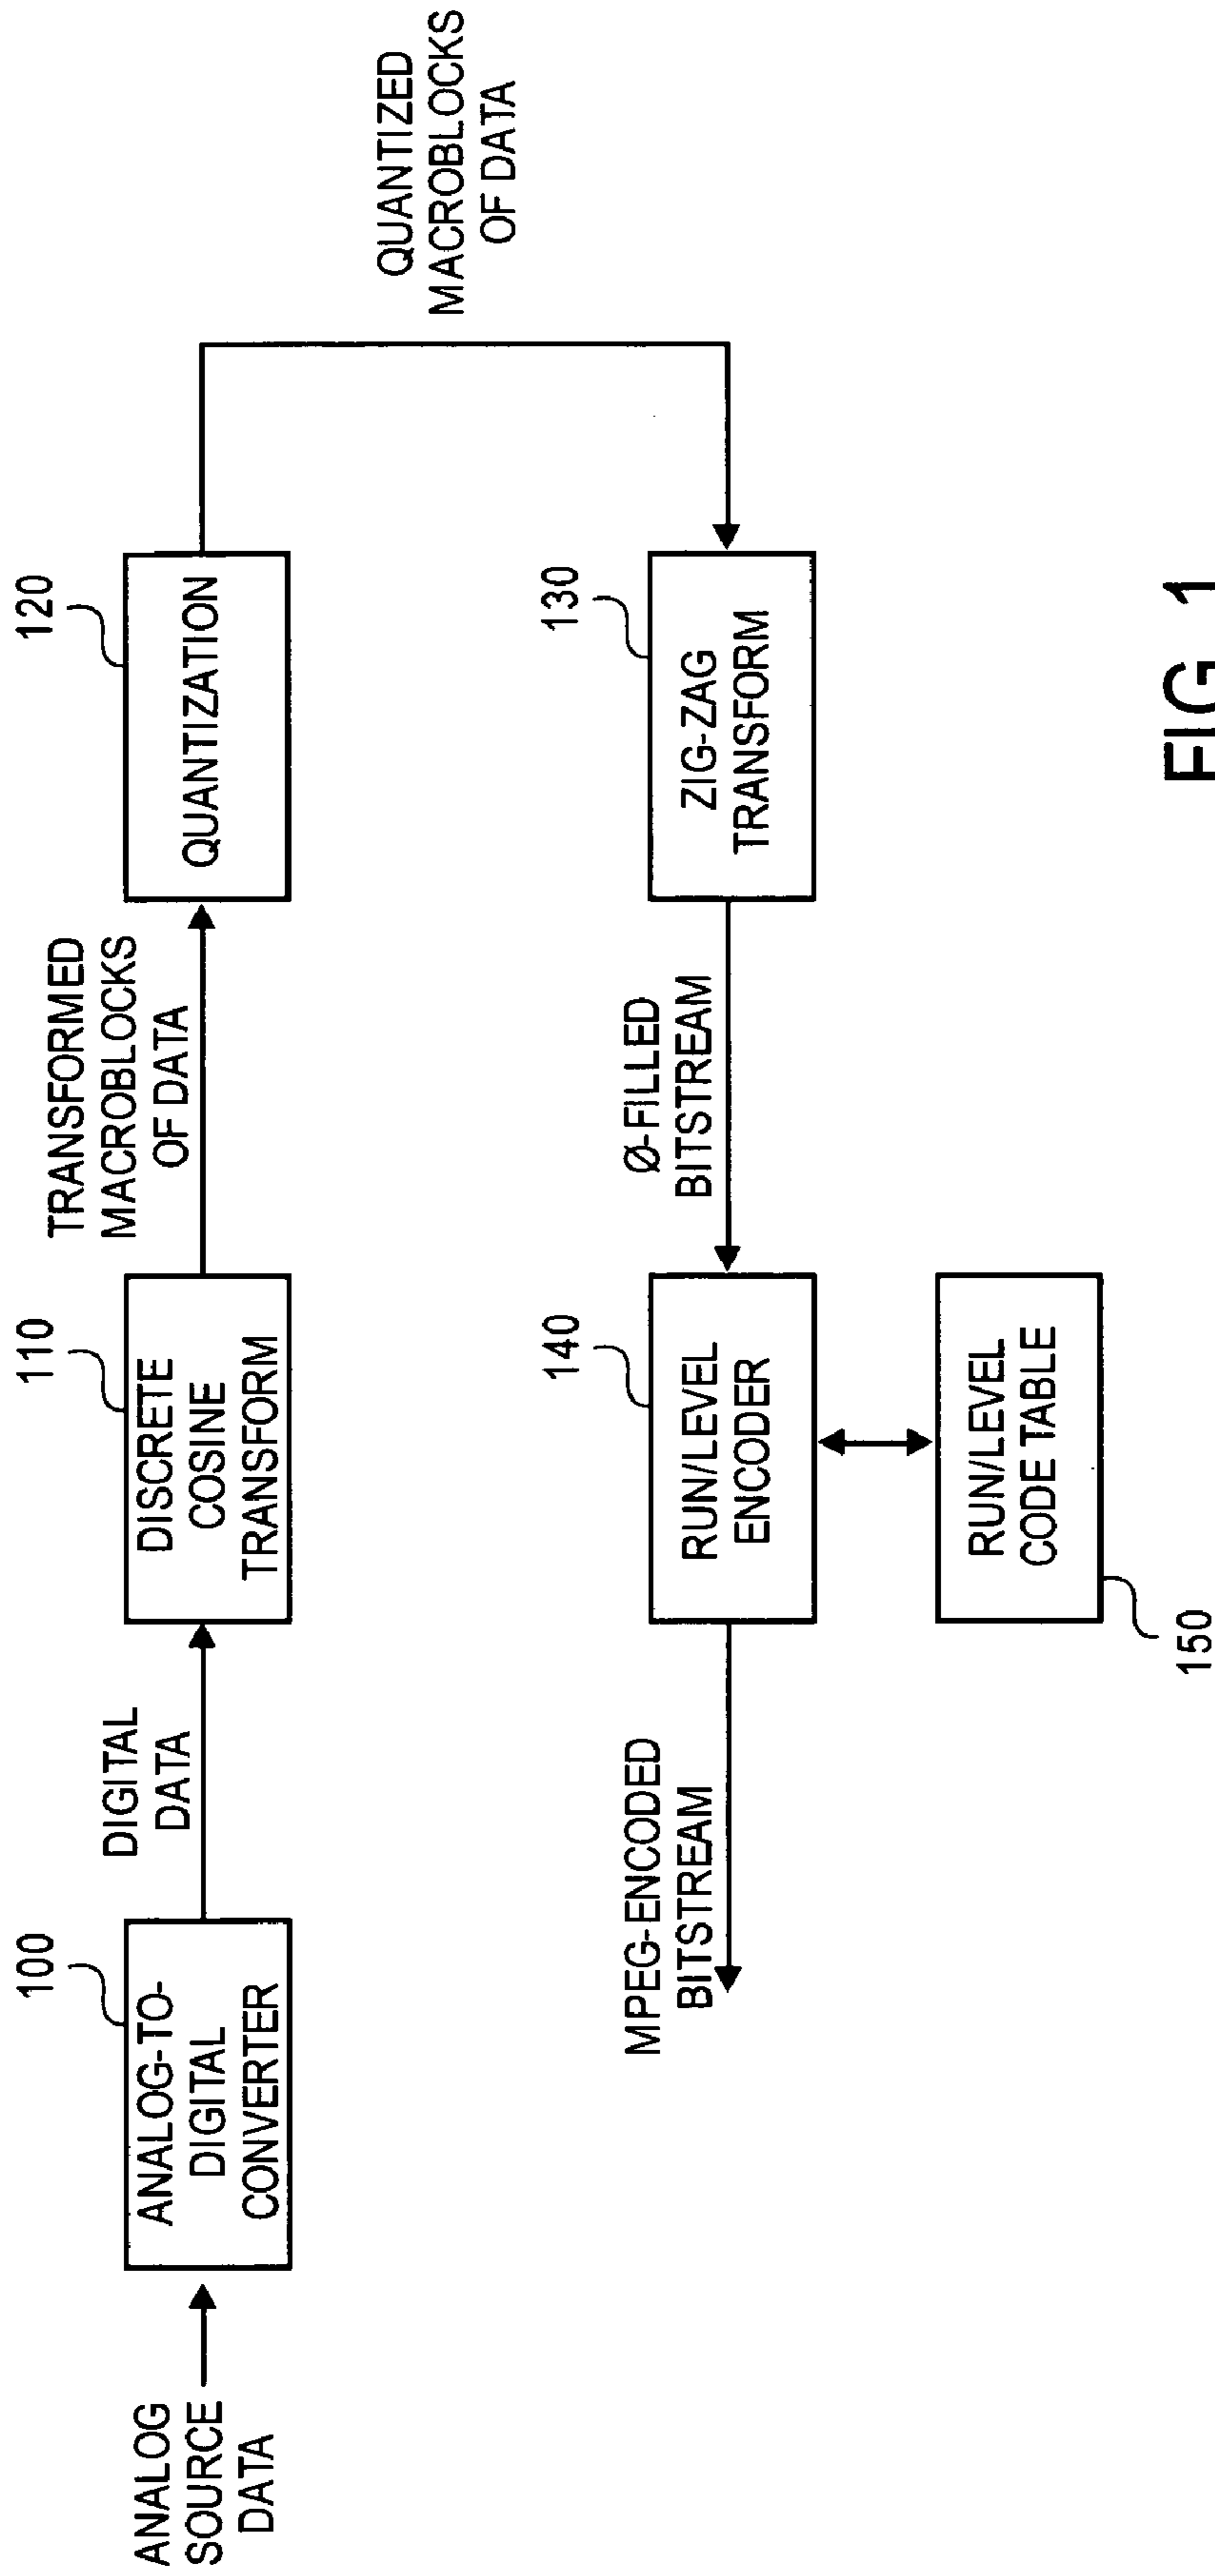 100
110
120
ANALOG
SOURCE
DATA
ANALOG-TO-
DIGITAL
CONVERTER
DIGITAL
DATA
DISCRETE
COSINE
TRANSFORM
TRANSFORMED
MACROBLOCKS
OF DATA
QUANTIZATION
QUANTIZED
MACROBLOCKS
OF DATA
130
ZIG-ZAG
TRANSFORM
Ø-FILLED
BITSTREAM
140
RUN/LEVEL
ENCODER
MPEG-ENCODED
BITSTREAM
RUN/LEVEL
CODE TABLE
150
FIG. 1